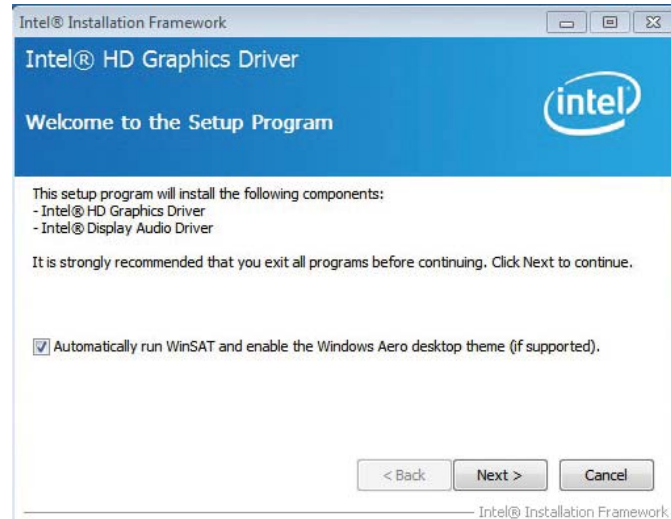 Intel® Installation Framework
Intel® HD Graphics Driver
intel
Welcome to the Setup Program
This setup program will install the following components:
- Intel® HD Graphics Driver
- Intel® Display Audio Driver
It is strongly recommended that you exit all programs before continuing. Click Next to continue.
Automatically run WinSAT and enable the Windows Aero desktop theme (if supported).
< Back Next > Cancel
Intel® Installation Framework